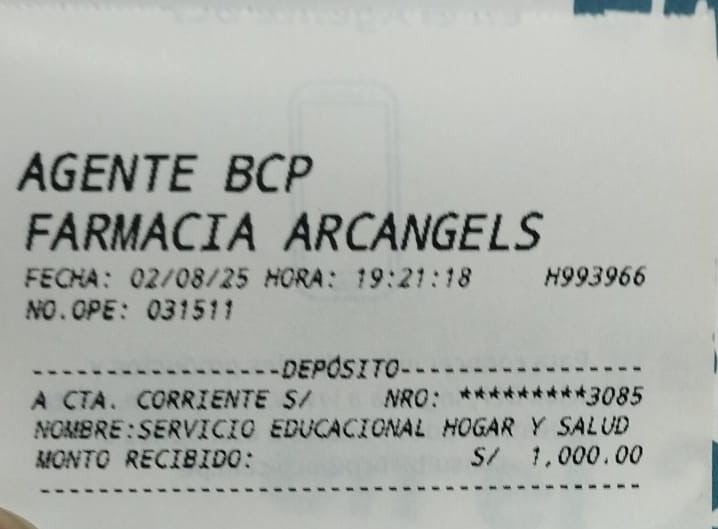 AGENTE BCP
FARMACIA ARCANGELS
FECHA: 02/08/25 HORA: 19:21:18 H993966
NO.OPE: 031511
-----------------DEPÓSITO-----------------
A CTA. CORRIENTE S/ NRO: *********3085
NOMBRE:SERVICIO EDUCACIONAL HOGAR Y SALUD
MONTO RECIBIDO: S/ 1,000.00
------------------------------------------